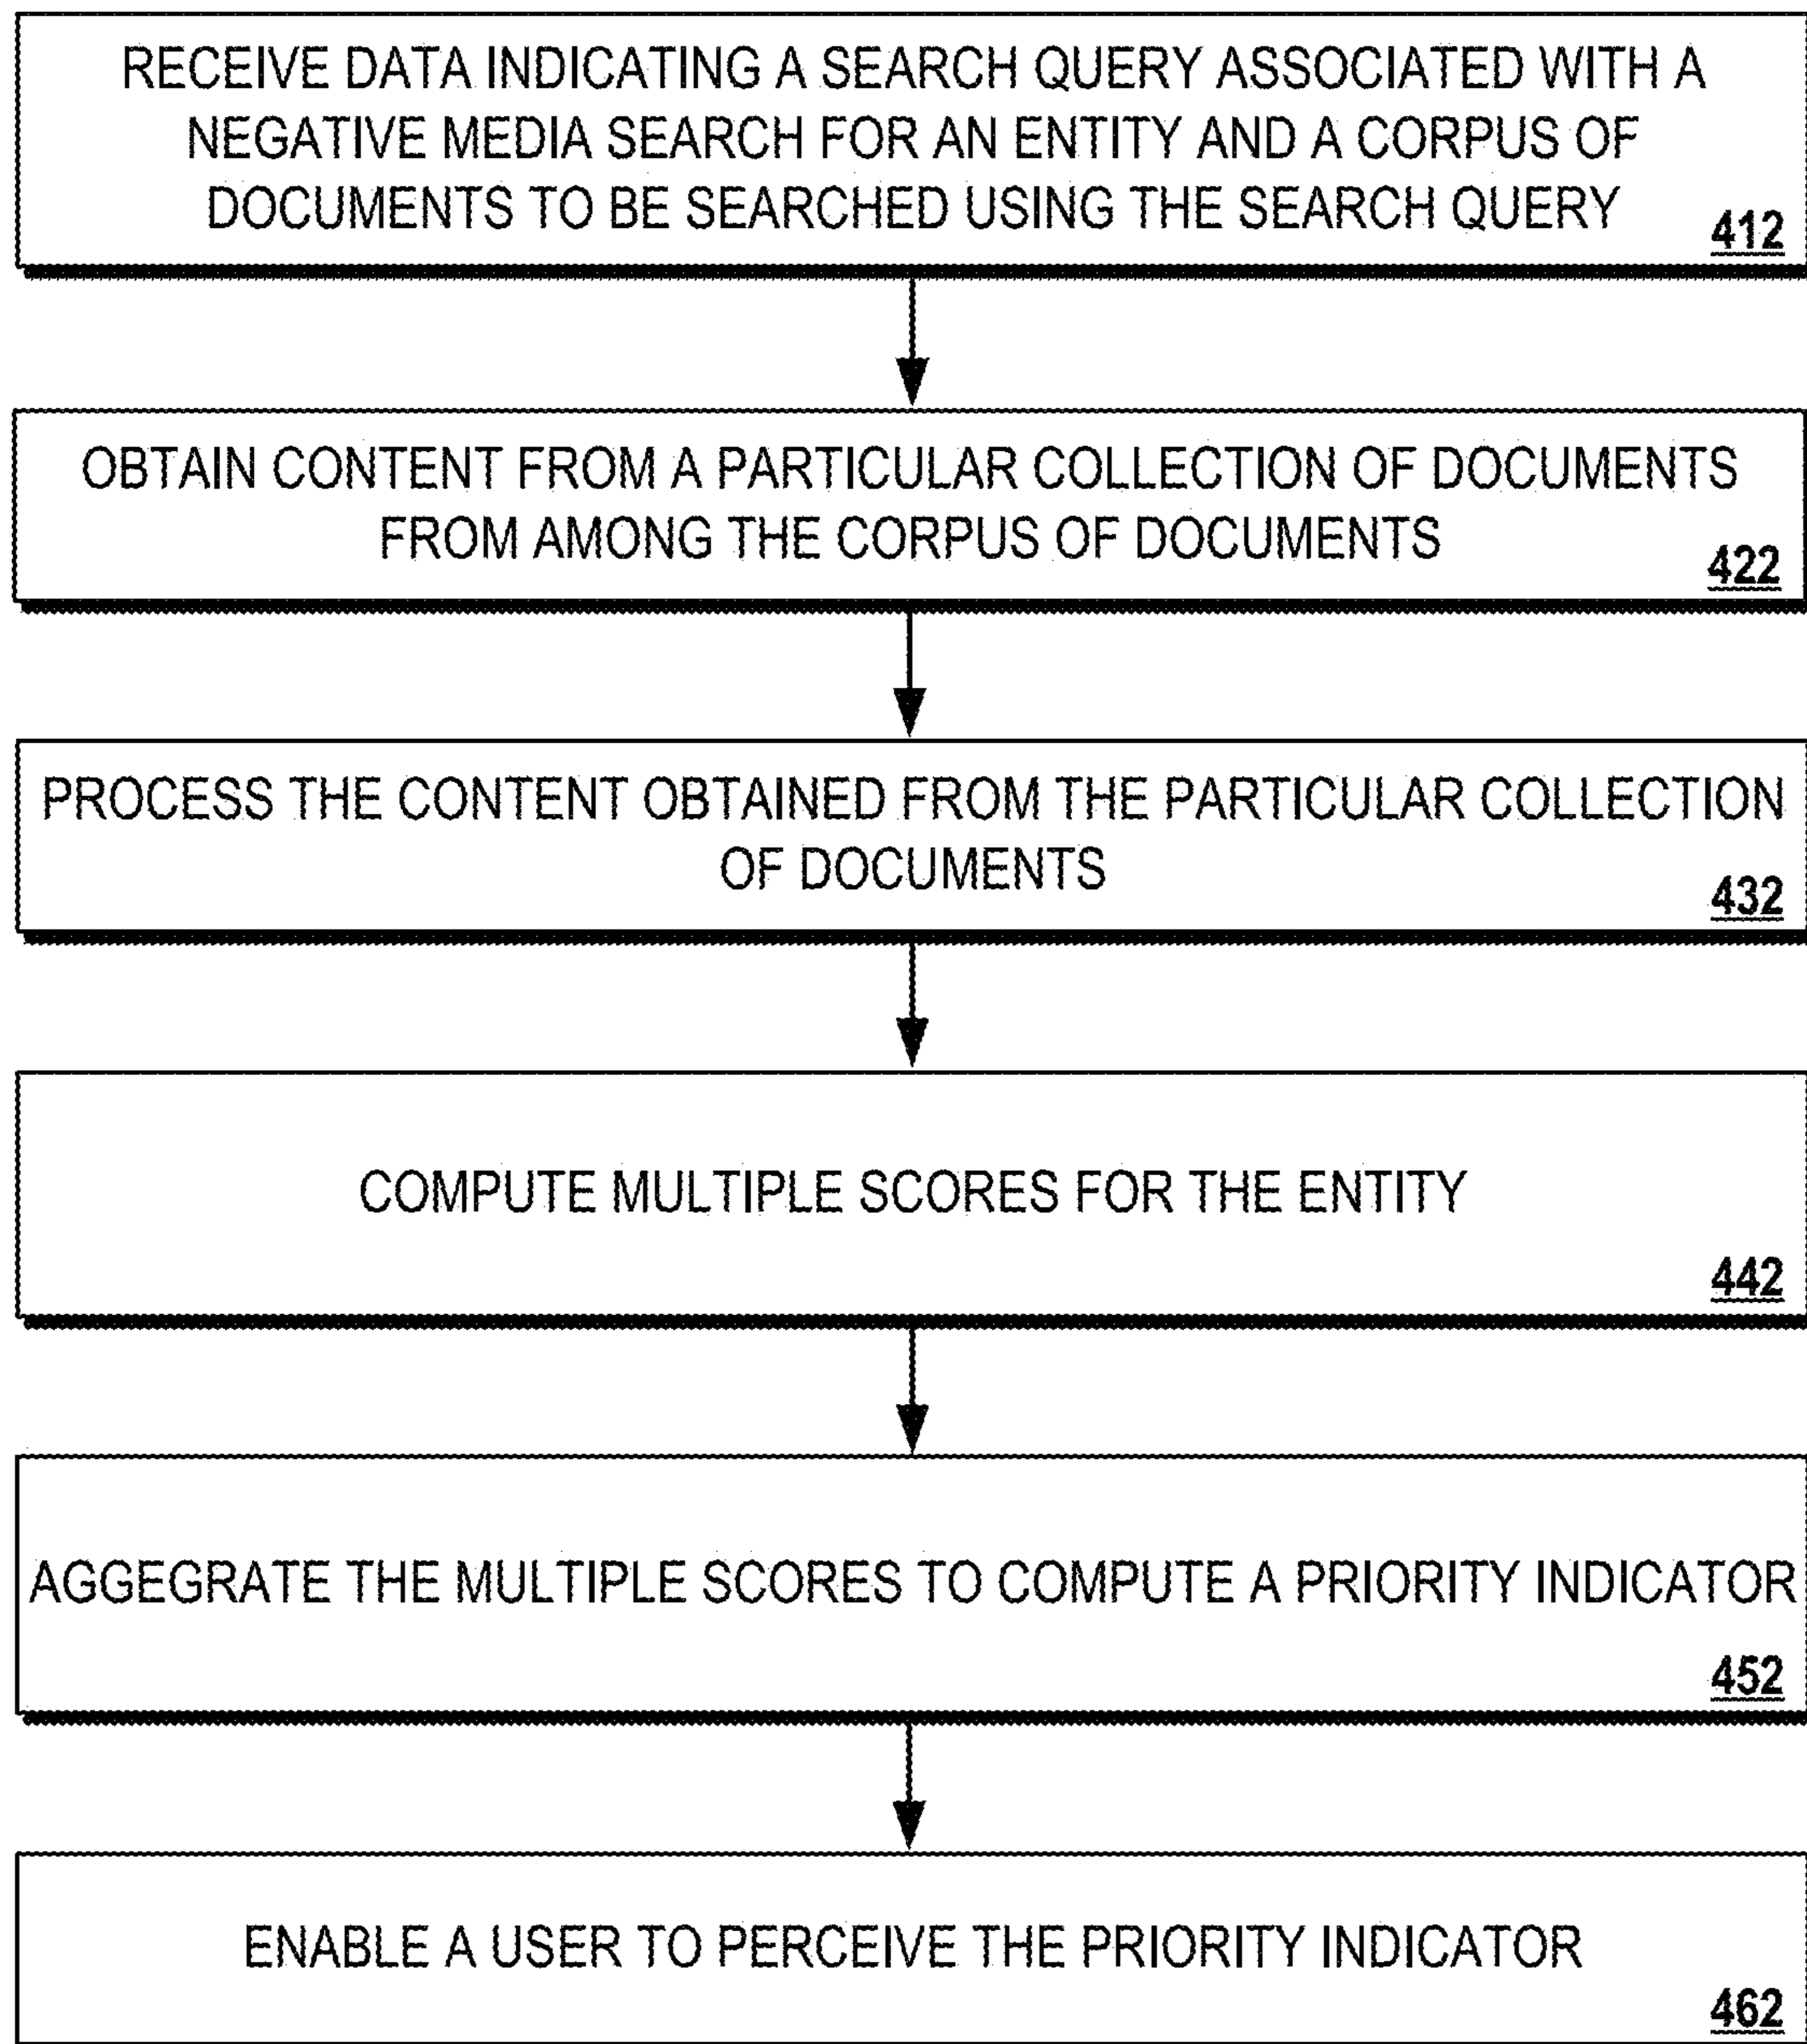 RECEIVE DATA INDICATING A SEARCH QUERY ASSOCIATED WITH A
NEGATIVE MEDIA SEARCH FOR AN ENTITY AND A CORPUS OF
DOCUMENTS TO BE SEARCHED USING THE SEARCH QUERY
412
OBTAIN CONTENT FROM A PARTICULAR COLLECTION OF DOCUMENTS
FROM AMONG THE CORPUS OF DOCUMENTS
422
PROCESS THE CONTENT OBTAINED FROM THE PARTICULAR COLLECTION
OF DOCUMENTS
432
COMPUTE MULTIPLE SCORES FOR THE ENTITY
442
AGGEGRATE THE MULTIPLE SCORES TO COMPUTE A PRIORITY INDICATOR
452
ENABLE A USER TO PERCEIVE THE PRIORITY INDICATOR
462